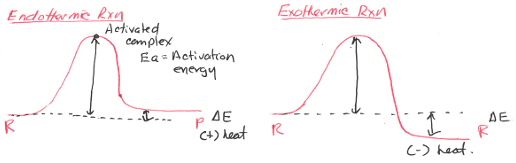 Endothermic Rxn
Activated
complex
Ea = Activation
energy
ΔE
R
P
(+) heat
Exothermic Rxn
ΔE
R
R
(-) heat.